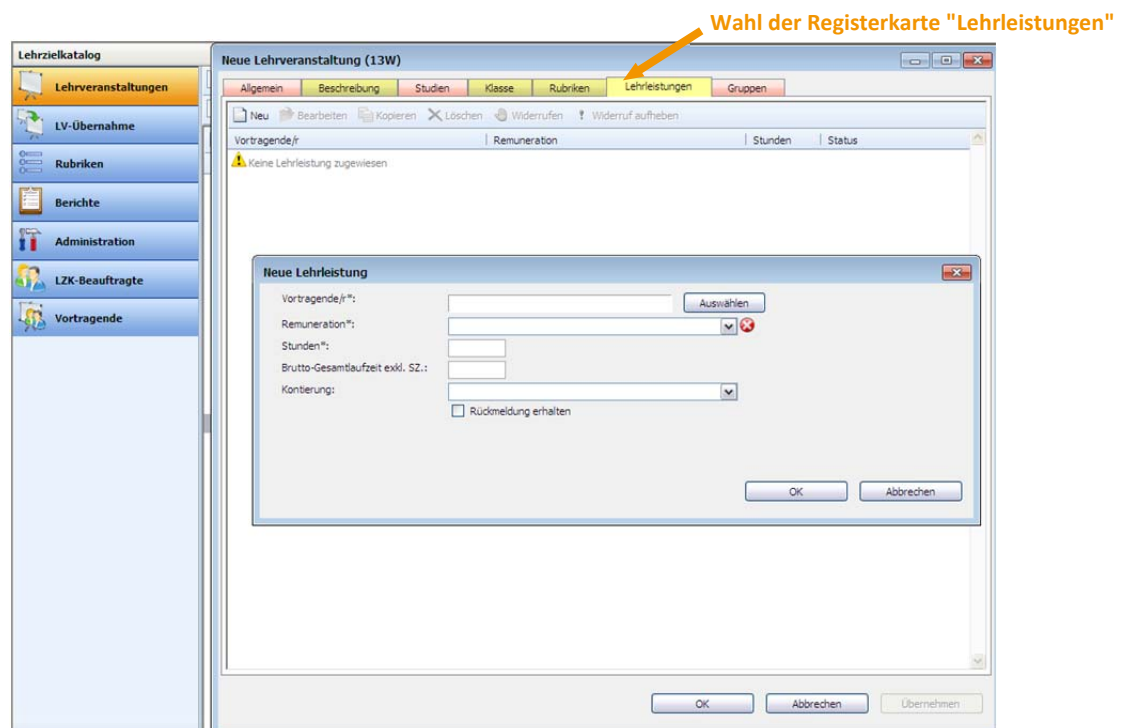 Wahl der Registerkarte "Lehrleistungen"
Lehrzielkatalog
Lehrveranstaltungen
LV-Übernahme
Rubriken
Berichte
Administration
LZK-Beauftragte
Vortragende
Neue Lehrveranstaltung (13W)
Allgemein Beschreibung Studien Klasse Rubriken Lehrleistungen Gruppen
Neu Bearbeiten Kopieren Löschen Widerrufen Widerruf aufheben
Vortragende/r Remuneration Stunden Status
Keine Lehrleistung zugewiesen
Neue Lehrleistung
Vortragende/r*: Auswählen
Remuneration*:
Stunden*:
Brutto-Gesamtlaufzeit exkl. SZ.:
Kontierung:
Rückmeldung erhalten
OK Abbrechen
OK Abbrechen Übernehmen